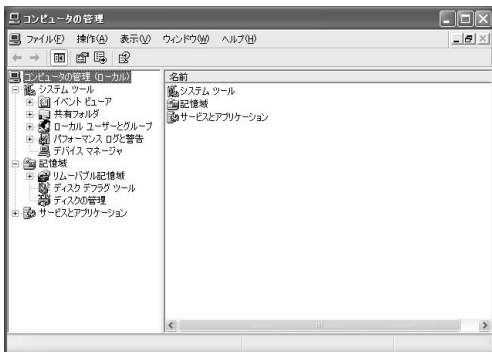 コンピュータの管理
ファイル(F) 操作(A) 表示(V) ウィンドウ(W) ヘルプ(H)
コンピュータの管理 (ローカル)
システム ツール
イベント ビューア
共有フォルダ
ローカル ユーザーとグループ
パフォーマンス ログと警告
デバイス マネージャ
記憶域
リムーバブル記憶域
ディスク デフラグ ツール
ディスクの管理
サービスとアプリケーション
名前
システム ツール
記憶域
サービスとアプリケーション